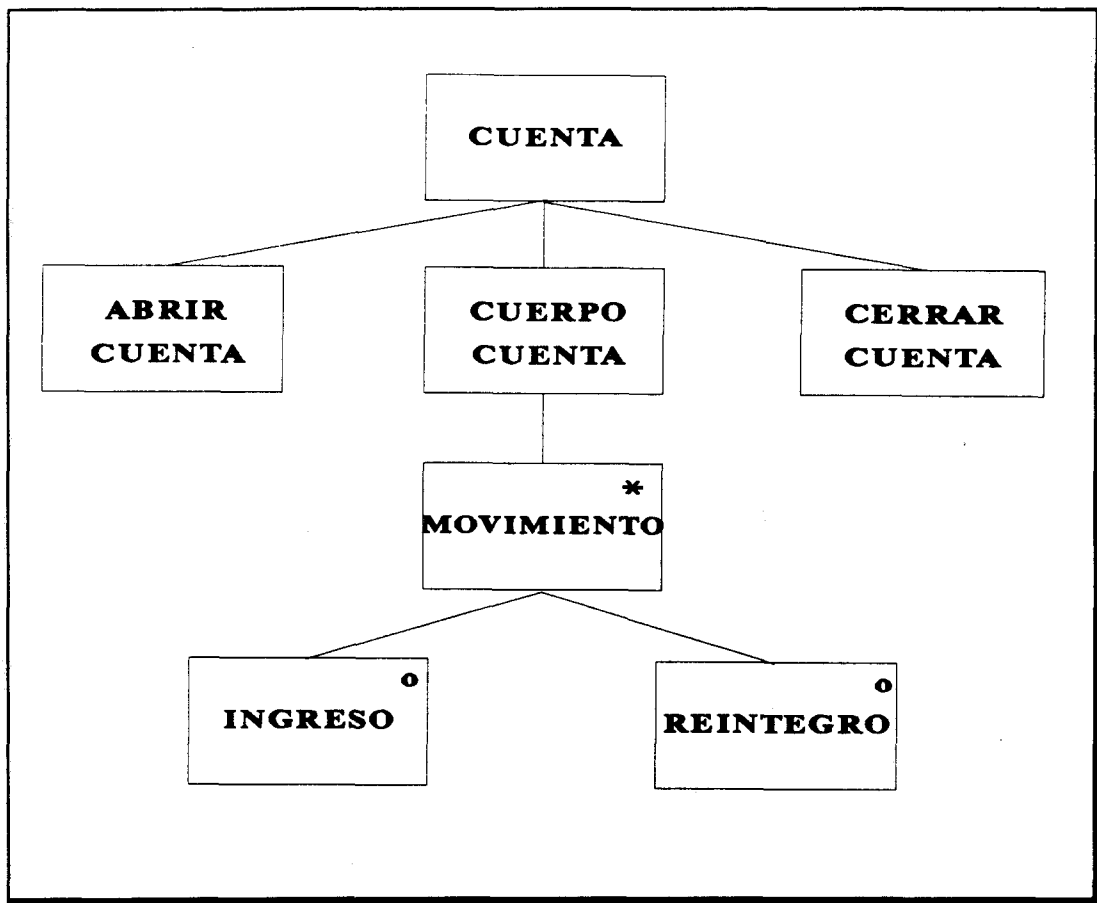 CUENTA
ABRIR
CUENTA
CUERPO
CUENTA
CERRAR
CUENTA
*
MOVIMIENTO
o
INGRESO
o
REINTEGRO